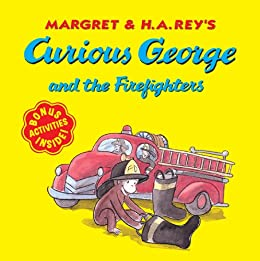 MARGRET & H.A.REY'S
Curious George
and the Firefighters
BONUS
ACTIVITIES
INSIDE!